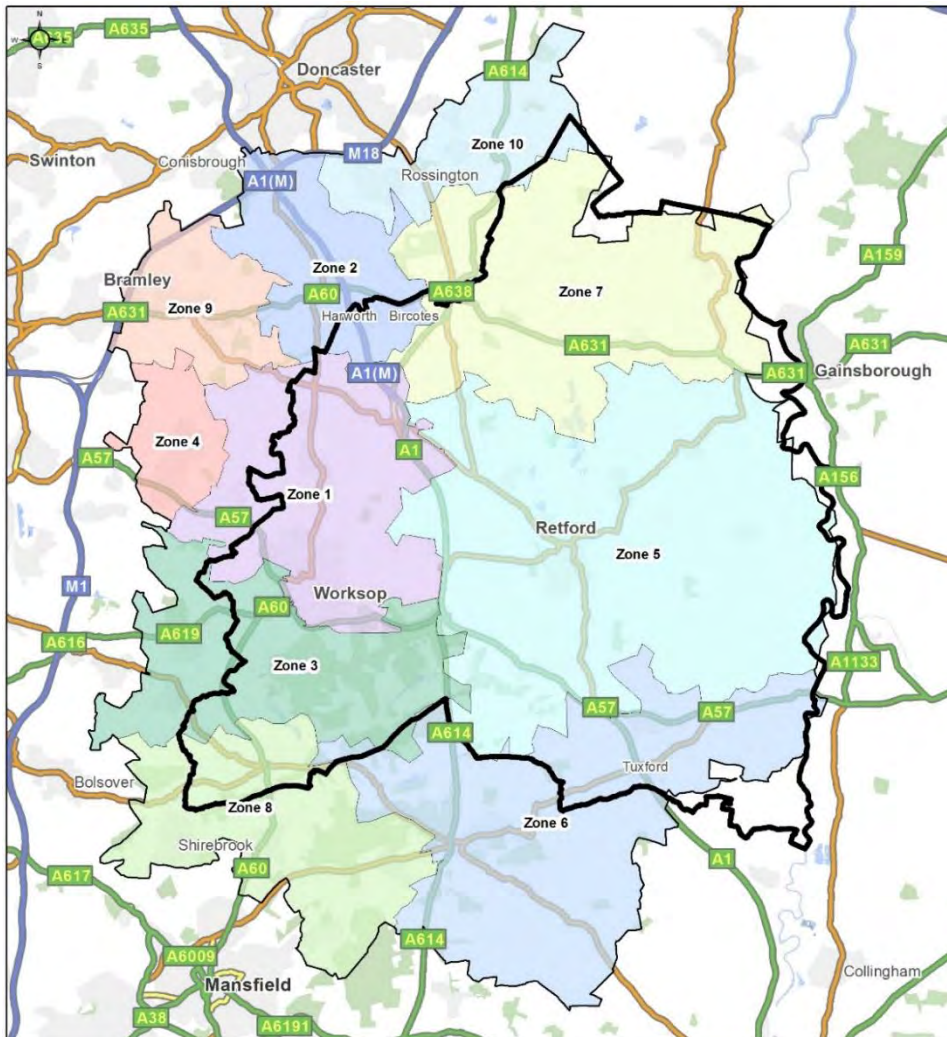 N
W
S
A635
A635
Doncaster
A614
Swinton
Conisbrough
M18
Zone 10
Rossington
A1(M)
A159
Bramley
Zone 2
Zone 9
A60
A638
Zone 7
A631
Harworth Bircotes
A631
A631
A631
Gainsborough
A1(M)
Zone 4
A57
A1
A156
Zone 1
A57
Retford
Zone 5
M1
Worksop
A60
A616
A619
Zone 3
A1133
A57
A57
A614
Tuxford
Bolsover
Zone 8
Zone 6
Shirebrook
A617
A60
A1
A614
A6009
Mansfield
Collingham
A38
A6191